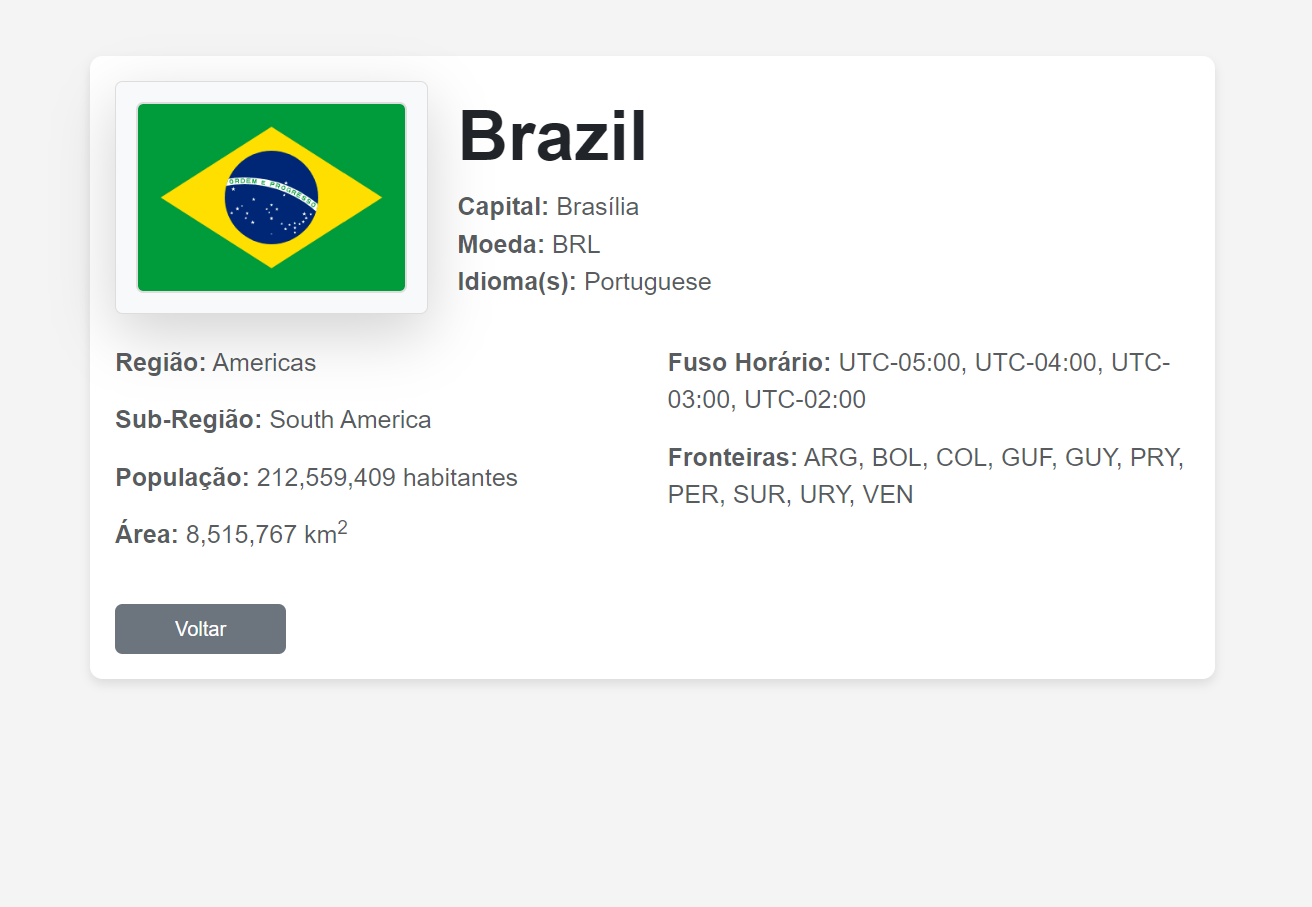 ORDEM E PROGRESSO
Brazil
Capital: Brasília
Moeda: BRL
Idioma(s): Portuguese
Região: Americas
Sub-Região: South America
População: 212,559,409 habitantes
Área: 8,515,767 km²
Fuso Horário: UTC-05:00, UTC-04:00, UTC-
03:00, UTC-02:00
Fronteiras: ARG, BOL, COL, GUF, GUY, PRY,
PER, SUR, URY, VEN
Voltar